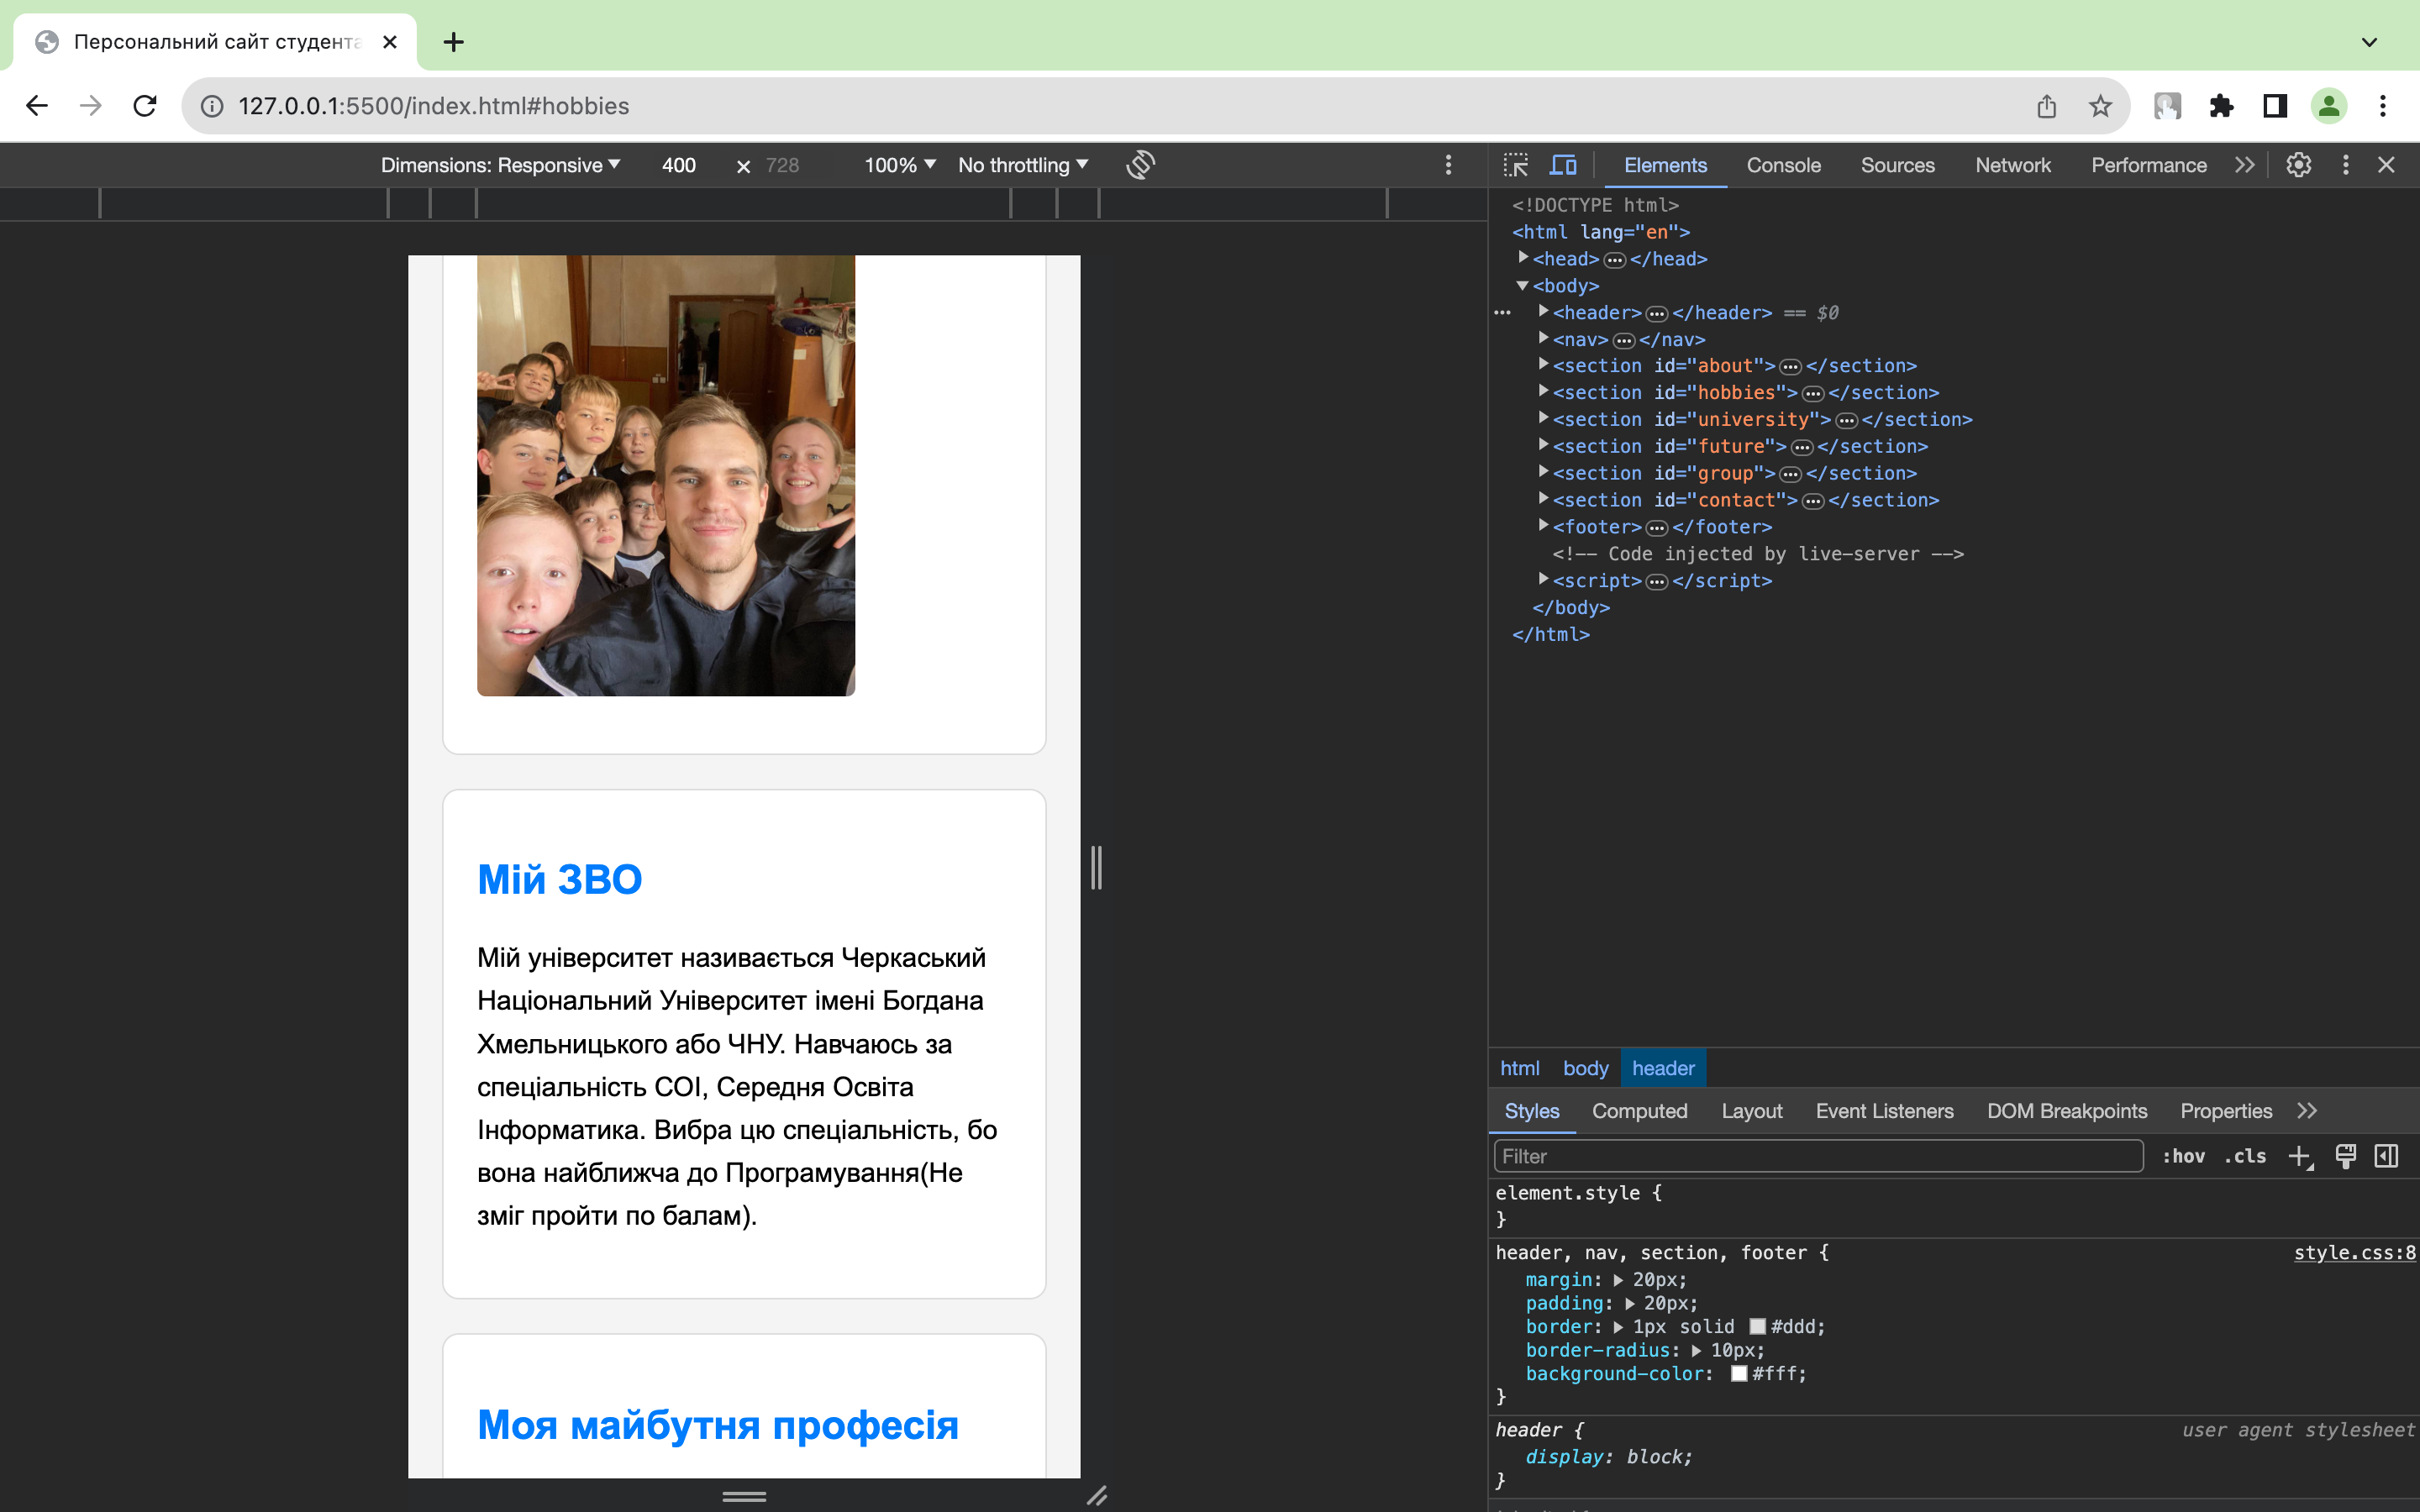 Персональний сайт студента
127.0.0.1:5500/index.html#hobbies
Dimensions: Responsive 400 × 728 100% No throttling
Elements Console Sources Network Performance
<!DOCTYPE html>
<html lang="en">
<head> </head>
<body>
<header> </header> == $0
<nav> </nav>
<section id="about"> </section>
<section id="hobbies"> </section>
<section id="university"> </section>
<section id="future"> </section>
<section id="group"> </section>
<section id="contact"> </section>
<footer> </footer>
<!-- Code injected by live-server -->
<script> </script>
</body>
</html>
Мій ЗВО
Мій університет називається Черкаський
Національний Університет імені Богдана
Хмельницького або ЧНУ. Навчаюсь за
спеціальність СОІ, Середня Освіта
Інформатика. Вибра цю спеціальність, бо
вона найближча до Програмування(Не
зміг пройти по балам).
Моя майбутня професія
html body header
Styles Computed Layout Event Listeners DOM Breakpoints Properties
Filter :hov .cls
element.style {
}
header, nav, section, footer { style.css:8
margin: 20px;
padding: 20px;
border: 1px solid #ddd;
border-radius: 10px;
background-color: #fff;
}
header { user agent stylesheet
display: block;
}